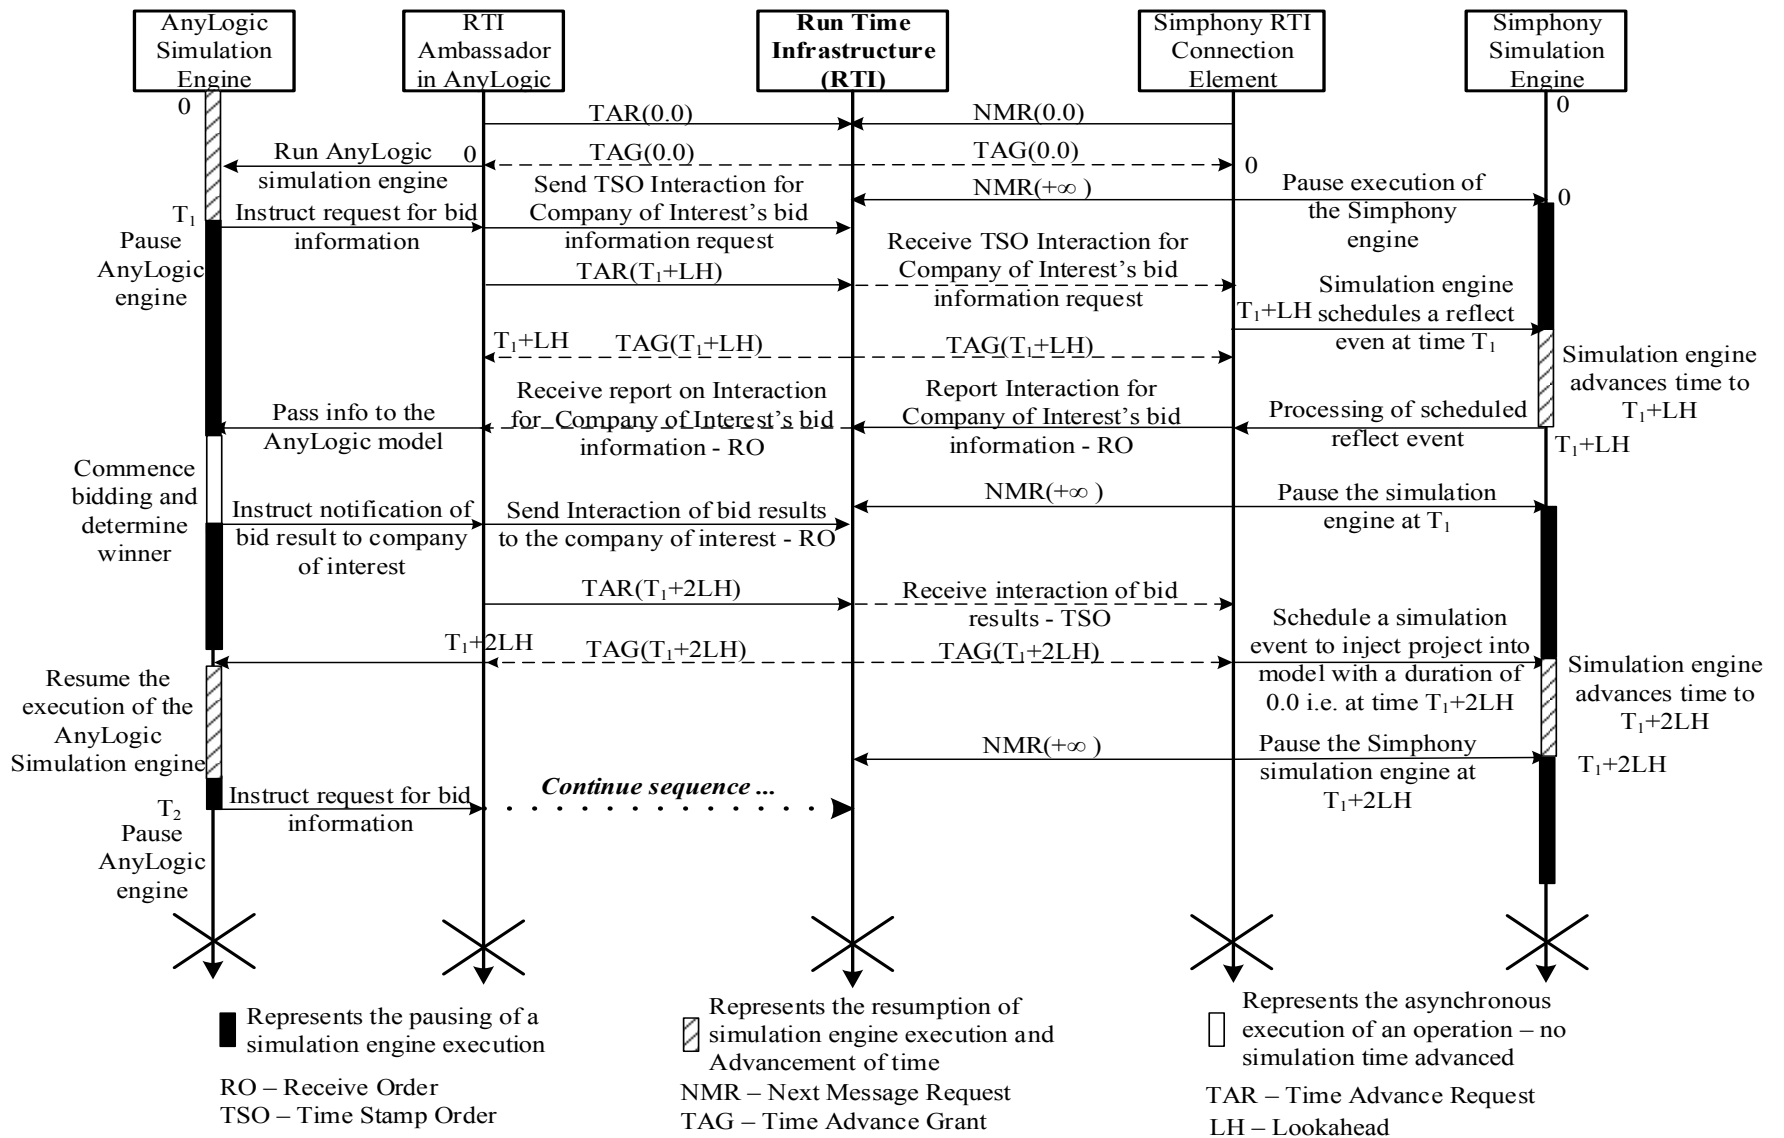 AnyLogic
Simulation
Engine
RTI
Ambassador
in AnyLogic
Run Time
Infrastructure
(RTI)
Simphony RTI
Connection
Element
Simphony
Simulation
Engine
0
0
TAR(0.0)
NMR(0.0)
Run AnyLogic
simulation engine
0
TAG(0.0)
TAG(0.0)
0
NMR(+∞ )
Pause execution of
the Simphony
engine
0
T₁
Pause
AnyLogic
engine
Instruct request for bid
information
Send TSO Interaction for
Company of Interest's bid
information request
TAR(T₁+LH)
Receive TSO Interaction for
Company of Interest's bid
information request
T₁+LH
Simulation engine
schedules a reflect
even at time T₁
T₁+LH
TAG(T₁+LH)
TAG(T₁+LH)
Simulation engine
advances time to
T₁+LH
Pass info to the
AnyLogic model
Receive report on Interaction
for Company of Interest's bid
information - RO
Report Interaction for
Company of Interest's bid
information - RO
Processing of scheduled
reflect event
T₁+LH
Commence
bidding and
determine
winner
NMR(+∞ )
Pause the simulation
engine at T₁
Instruct notification of
bid result to company
of interest
Send Interaction of bid results
to the company of interest - RO
TAR(T₁+2LH)
Receive interaction of bid
results - TSO
T₁+2LH
TAG(T₁+2LH)
TAG(T₁+2LH)
Schedule a simulation
event to inject project into
model with a duration of
0.0 i.e. at time T₁+2LH
Simulation engine
advances time to
T₁+2LH
Resume the
execution of the
AnyLogic
Simulation engine
NMR(+∞ )
Pause the Simphony
simulation engine at
T₁+2LH
T₁+2LH
T₂
Pause
AnyLogic
engine
Instruct request for bid
information
Continue sequence ...
Represents the pausing of a
simulation engine execution
Represents the resumption of
simulation engine execution and
Advancement of time
Represents the asynchronous
execution of an operation – no
simulation time advanced
RO – Receive Order
TSO – Time Stamp Order
NMR – Next Message Request
TAG – Time Advance Grant
TAR – Time Advance Request
LH – Lookahead